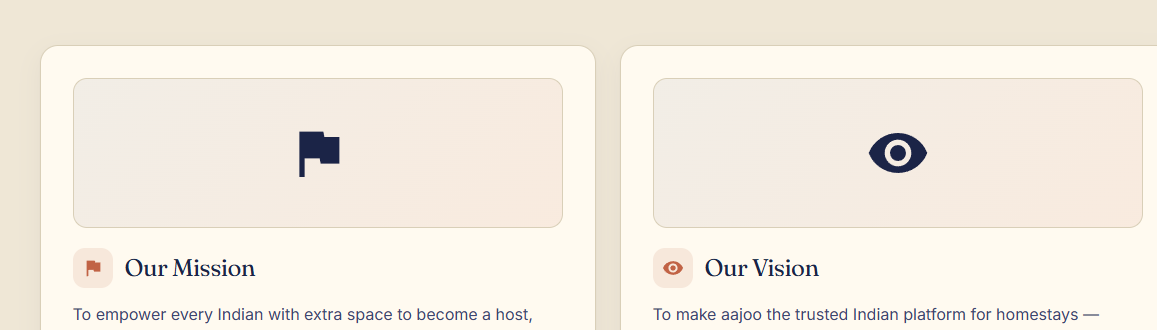 Our Mission
To empower every Indian with extra space to become a host,
Our Vision
To make aajoo the trusted Indian platform for homestays —